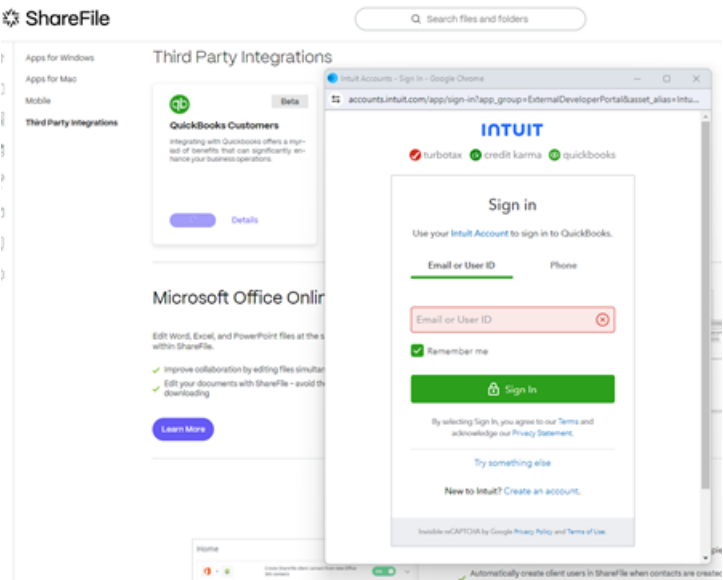 ShareFile
Search files and folders
Apps for Windows
Apps for Mac
Mobile
Third Party Integrations
Third Party Integrations
Beta
QuickBooks Customers
Integrating with Quickbooks offers a myr-
iad of benefits that can significantly en-
hance your business operations.
Details
Microsoft Office Onlin
Edit Word, Excel, and PowerPoint files at the s
within ShareFile.
Improve collaboration by editing files simultan
Edit your documents with ShareFile – avoid th
downloading
Learn More
Home
Intuit Accounts - Sign In - Google Chrome
accounts.intuit.com/app/sign-in?app_group=ExternalDeveloperPortal&asset_alias=Intu...
INTUIT
turbotax credit karma quickbooks
Sign in
Use your Intuit Account to sign in to QuickBooks.
Email or User ID
Phone
Email or User ID
Remember me
Sign In
By selecting Sign In, you agree to our Terms and
acknowledge our Privacy Statement.
Try something else
New to Intuit? Create an account.
Invisible reCAPTCHA by Google Privacy Policy and Terms of Use.
Automatically create client users in ShareFile when contacts are created